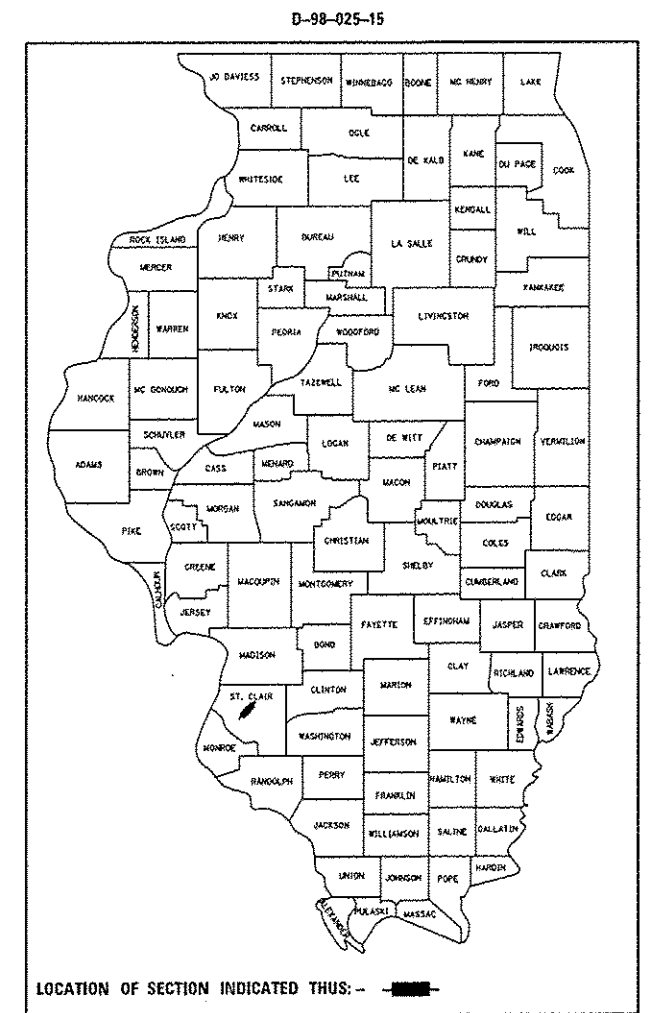 D-98-025-15
JO DAVIESS STEPHENSON WINNEBAGO BOONE MC HENRY LAKE
CARROLL OGLE DE KALB KANE DU PAGE COOK
WHITESIDE LEE KENDALL WILL
ROCK ISLAND HENRY BUREAU LA SALLE GRUNDY
MERCER STARK PUTNAM KANKAKEE
HENDERSON WARREN KNOX PEORIA MARSHALL WOODFORD LIVINGSTON IROQUOIS
HANCOCK MC DONOUGH FULTON TAZEWELL MC LEAN FORD
SCHUYLER MASON LOGAN DE WITT CHAMPAIGN VERMILION
ADAMS BROWN CASS MENARD MACON PIATT
PIKE SCOTT MORGAN SANGAMON CHRISTIAN MOULTRIE DOUGLAS EDGAR
COLES
CALHOUN GREENE MACOUPIN MONTGOMERY SHELBY CUMBERLAND CLARK
JERSEY FAYETTE EFFINGHAM JASPER CRAWFORD
MADISON BOND CLAY RICHLAND LAWRENCE
ST. CLAIR CLINTON MARION WAYNE EDWARDS WABASH
MONROE WASHINGTON JEFFERSON
RANDOLPH PERRY FRANKLIN HAMILTON WHITE
JACKSON WILLIAMSON SALINE GALLATIN
UNION JOHNSON POPE HARDIN
ALEXANDER PULASKI MASSAC
LOCATION OF SECTION INDICATED THUS: -